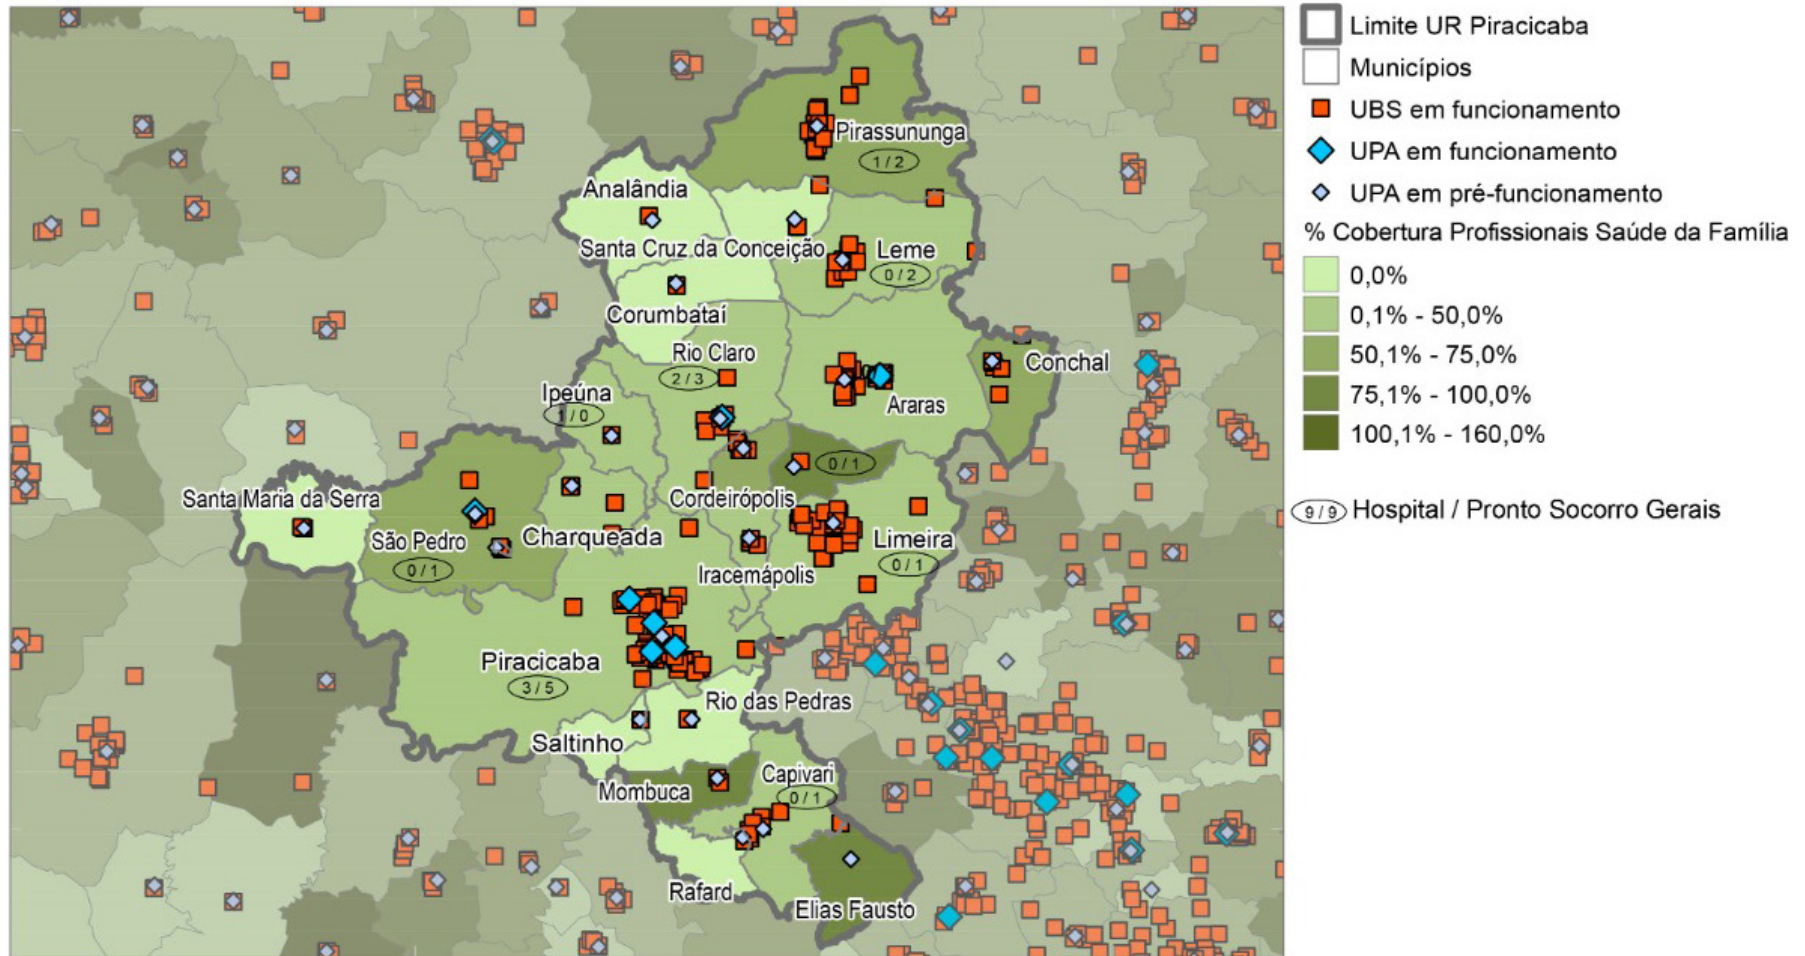 Limite UR Piracicaba
Municípios
UBS em funcionamento
UPA em funcionamento
UPA em pré-funcionamento
% Cobertura Profissionais Saúde da Família
0,0%
0,1% - 50,0%
50,1% - 75,0%
75,1% - 100,0%
100,1% - 160,0%
9 / 9 Hospital / Pronto Socorro Gerais
Pirassununga
1 / 2
Analândia
Santa Cruz da Conceição
Leme
0 / 2
Corumbataí
Rio Claro
2 / 3
Conchal
Ipeúna
1 / 0
Araras
0 / 1
Santa Maria da Serra
Cordeirópolis
São Pedro
0 / 1
Charqueada
Limeira
0 / 1
Iracemápolis
Piracicaba
3 / 5
Rio das Pedras
Saltinho
Mombuca
Capivari
0 / 1
Rafard
Elias Fausto